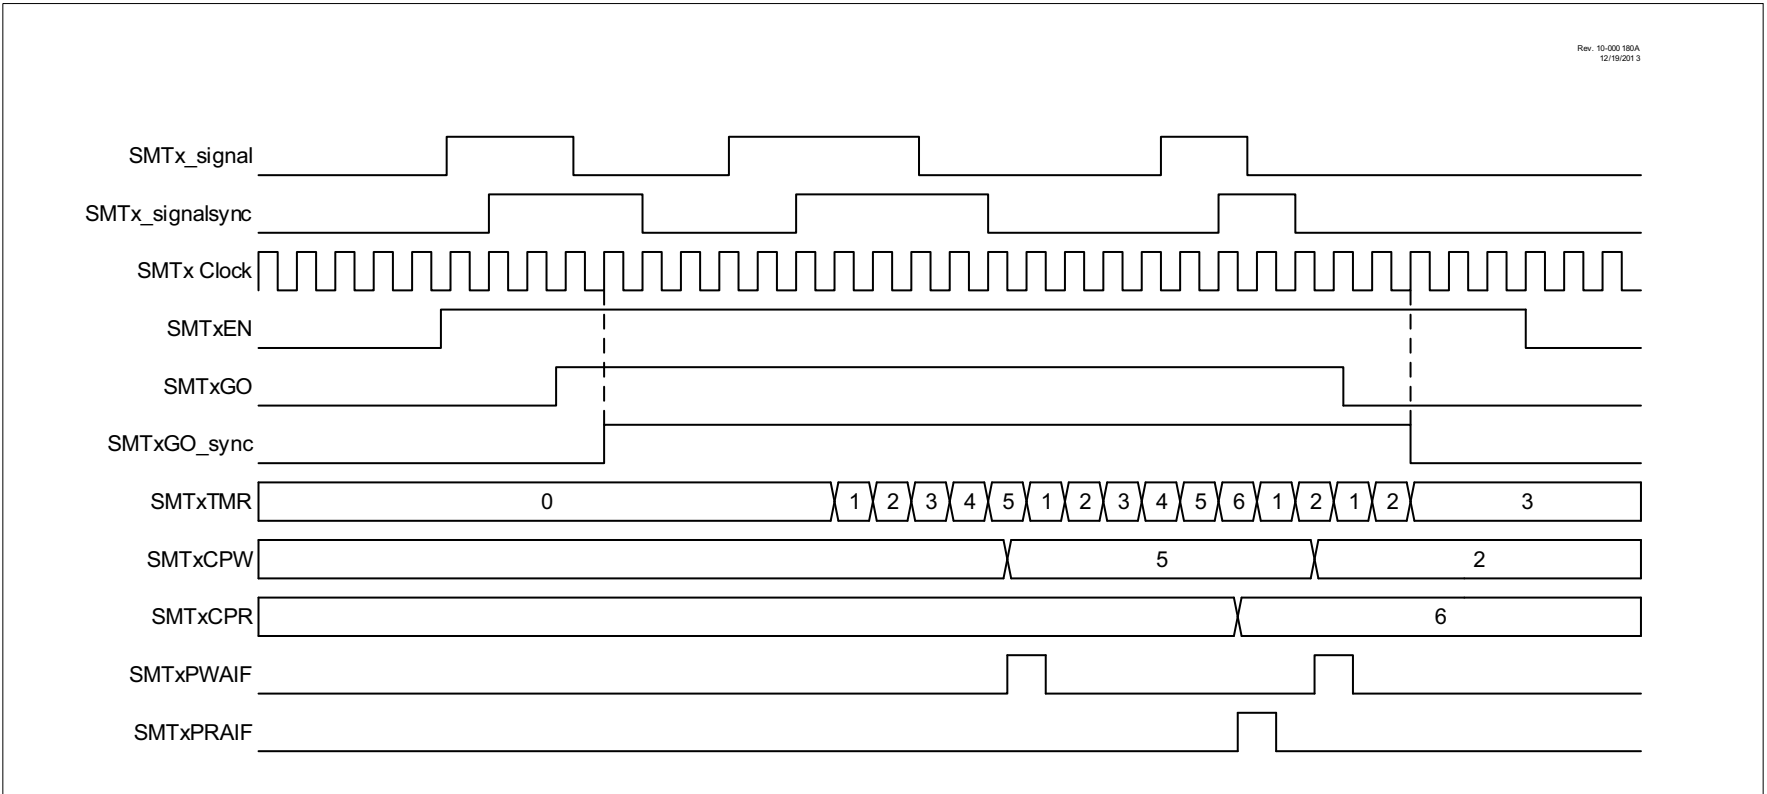 Rev. 10-000 180A
12/19/201 3
SMTx_signal
SMTx_signalsync
SMTx Clock
SMTxEN
SMTxGO
SMTxGO_sync
SMTxTMR 0 1 2 3 4 5 1 2 3 4 5 6 1 2 1 2 3
SMTxCPW 5 2
SMTxCPR 6
SMTxPWAIF
SMTxPRAIF